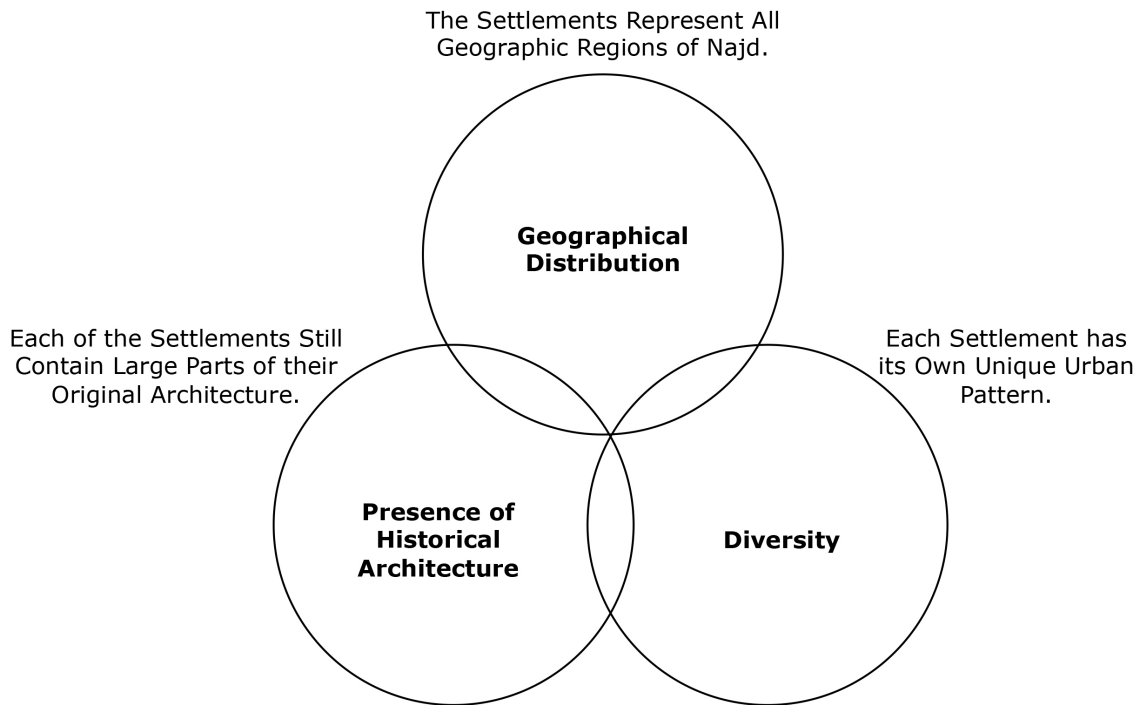 The Settlements Represent All
Geographic Regions of Najd.
Geographical
Distribution
Each of the Settlements Still
Contain Large Parts of their
Original Architecture.
Each Settlement has
its Own Unique Urban
Pattern.
Presence of
Historical
Architecture
Diversity